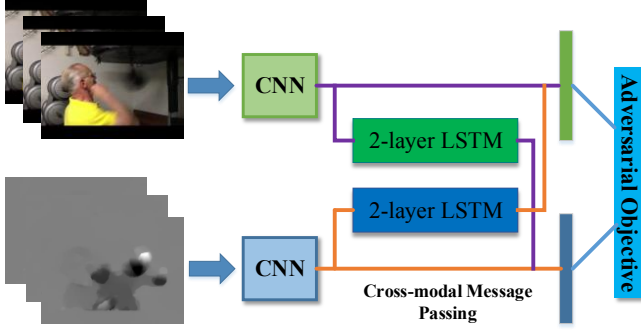 CNN
2-layer LSTM
2-layer LSTM
CNN
Cross-modal Message
Passing
Adversarial Objective